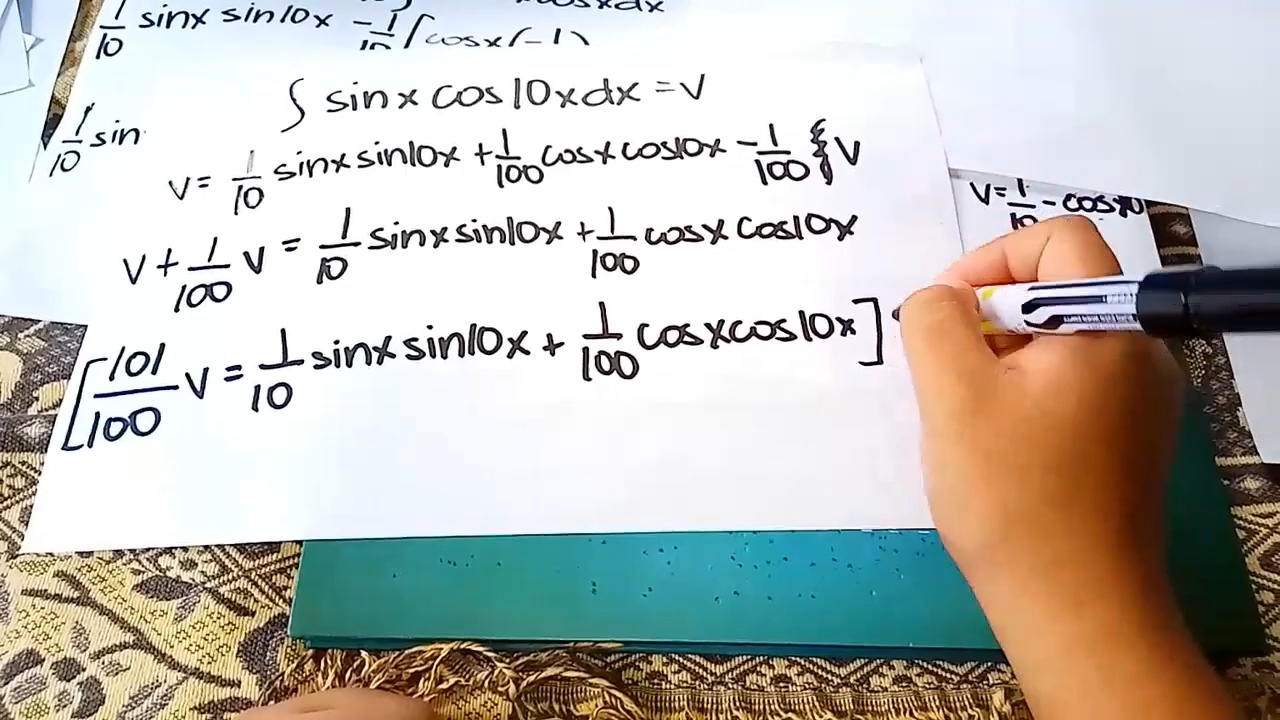 1/10 sinx sin10x - 1/10 ∫cosx(-1)
∫ sinx cos10xdx = V
1/10 sin
V = 1/10 sinx sin10x + 1/100 cosx cos10x - 1/100 V
V = 1/10 - cosx
V + 1/100 V = 1/10 sinx sin10x + 1/100 cosx cos10x
[101/100 V = 1/10 sinx sin10x + 1/100 cosx cos10x]